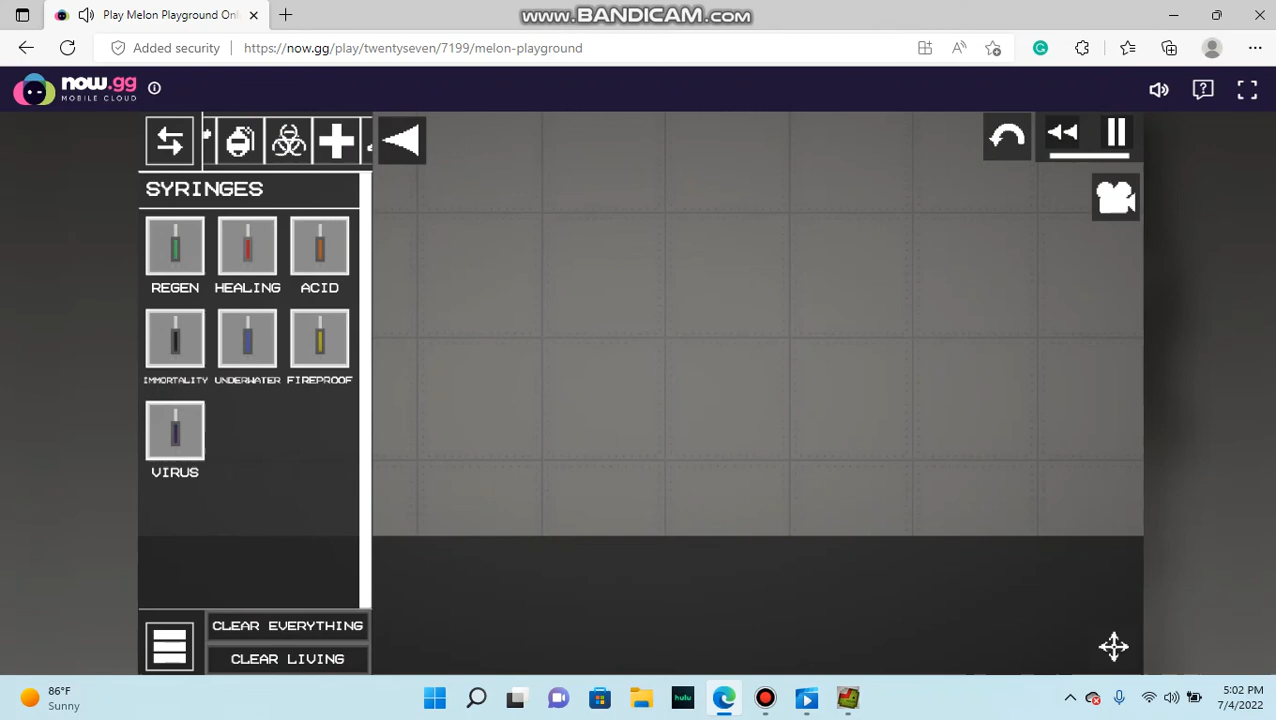 www.BANDICAM.com
Play Melon Playground Onl
Added security
https://now.gg/play/twentyseven/7199/melon-playground
now.gg
MOBILE CLOUD
SYRINGES
REGEN HEALING ACID
IMMORTALITY UNDERWATER FIREPROOF
VIRUS
CLEAR EVERYTHING
CLEAR LIVING
86°F
Sunny
hulu
5:02 PM
7/4/2022